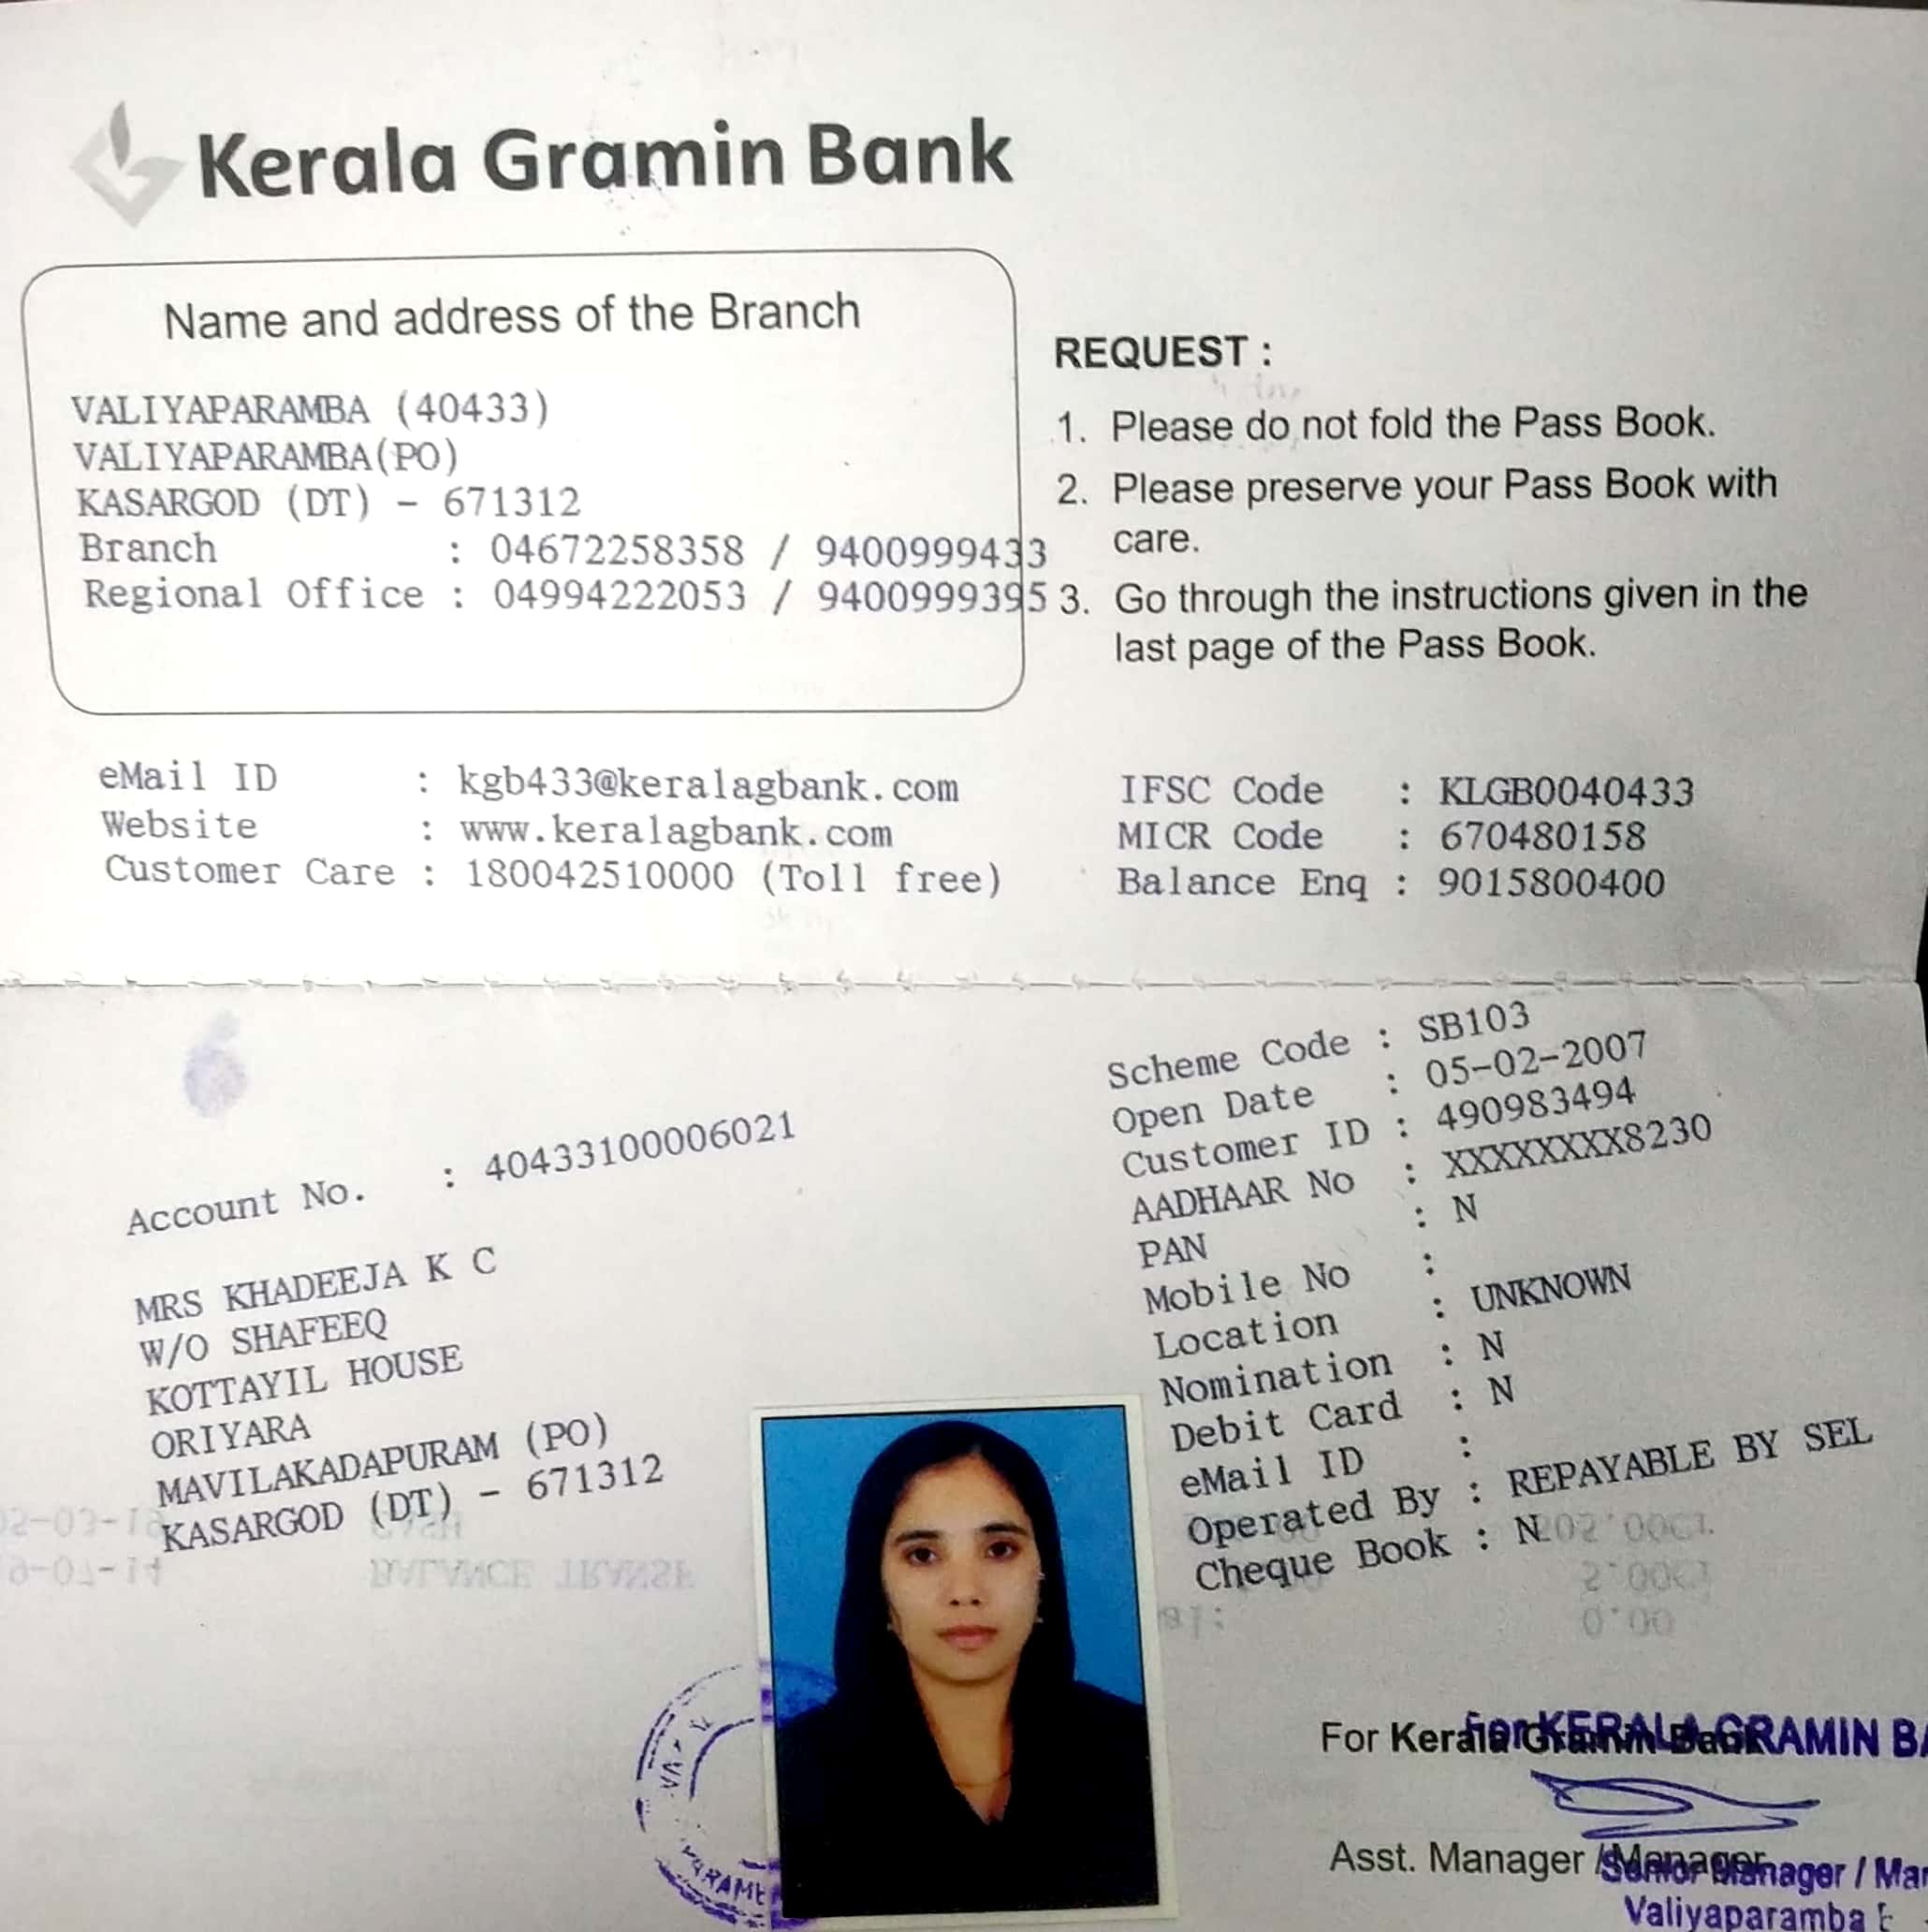 Kerala Gramin Bank
Name and address of the Branch
VALIYAPARAMBA (40433)
VALIYAPARAMBA(PO)
KASARGOD (DT) - 671312
Branch : 04672258358 / 9400999433
Regional Office : 04994222053 / 9400999395
REQUEST :
1. Please do not fold the Pass Book.
2. Please preserve your Pass Book with
care.
3. Go through the instructions given in the
last page of the Pass Book.
eMail ID : kgb433@keralagbank.com
Website : www.keralagbank.com
Customer Care : 180042510000 (Toll free)
IFSC Code : KLGB0040433
MICR Code : 670480158
Balance Enq : 9015800400
Account No. : 40433100006021
MRS KHADEEJA K C
W/O SHAFEEQ
KOTTAYIL HOUSE
ORIYARA
MAVILAKADAPURAM (PO)
KASARGOD (DT) - 671312
Scheme Code : SB103
Open Date : 05-02-2007
Customer ID : 490983494
AADHAAR No : XXXXXXXX8230
PAN : N
Mobile No :
Location : UNKNOWN
Nomination : N
Debit Card : N
eMail ID :
Operated By : REPAYABLE BY SEL
Cheque Book : N
For Kerala Gramin Bank
for KERALA GRAMIN BA
Asst. Manager / Manager
Senior Manager / Man
Valiyaparamba